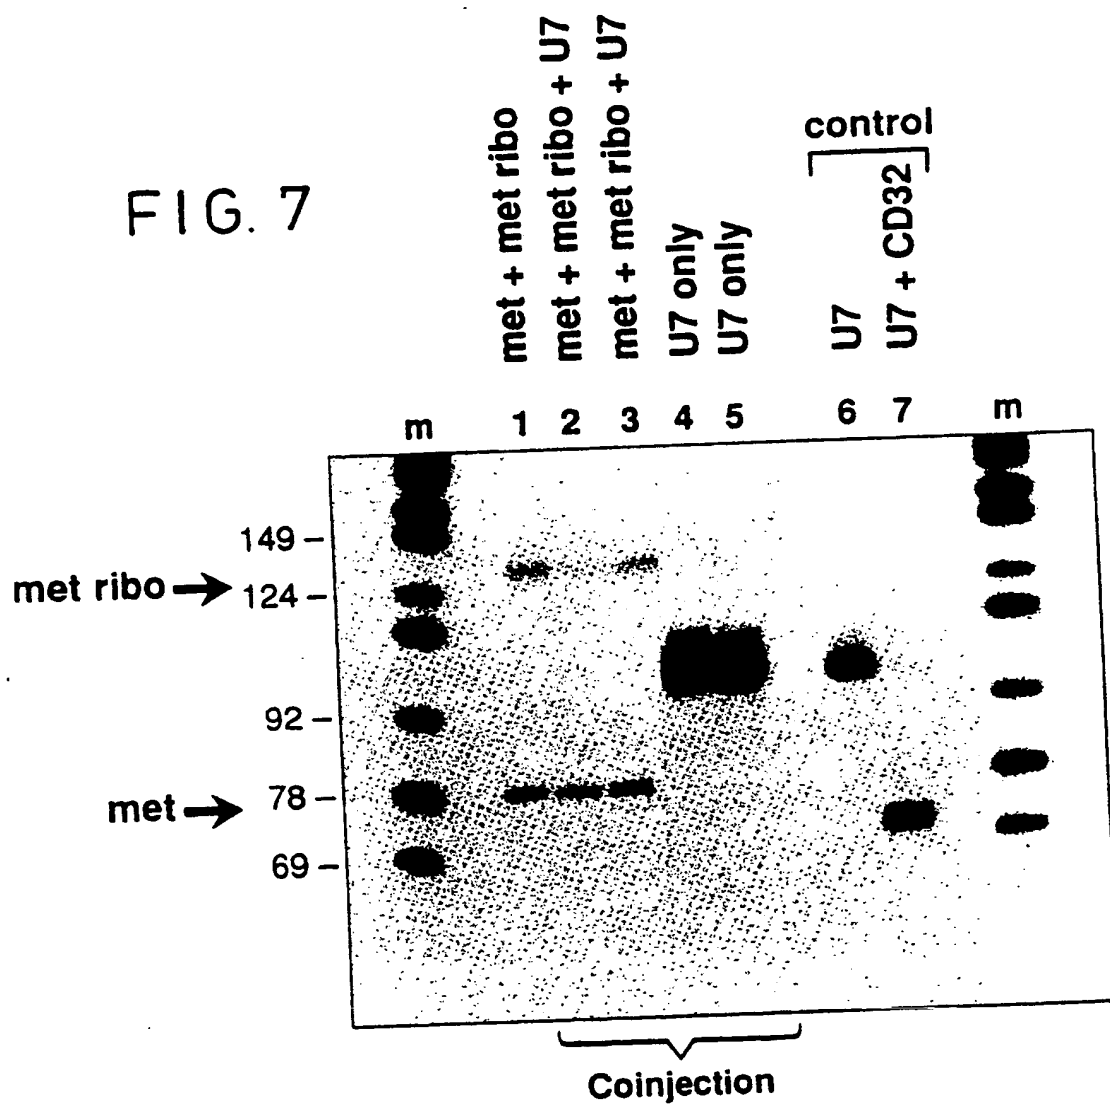 FIG. 7
met + met ribo
met + met ribo + U7
met + met ribo + U7
U7 only
U7 only
control
U7
U7 + CD32
m 1 2 3 4 5 6 7 m
149
met ribo 124
92
met 78
69
Coinjection